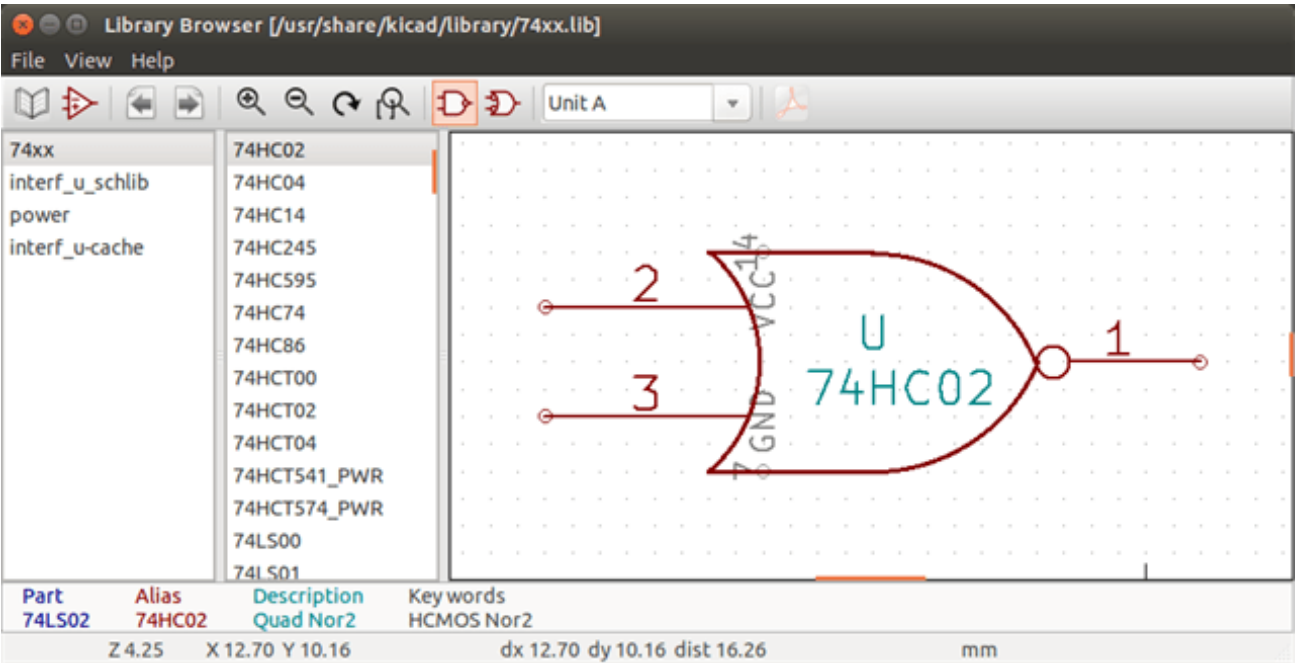 Library Browser [/usr/share/kicad/library/74xx.lib]
File View Help
Unit A
74xx
interf_u_schlib
power
interf_u-cache
74HC02
74HC04
74HC14
74HC245
74HC595
74HC74
74HC86
74HCT00
74HCT02
74HCT04
74HCT541_PWR
74HCT574_PWR
74LS00
74LS01
14
VCC
2
3
GND
7
U
74HC02
1
Part Alias Description Key words
74LS02 74HC02 Quad Nor2 HCMOS Nor2
Z 4.25 X 12.70 Y 10.16 dx 12.70 dy 10.16 dist 16.26 mm